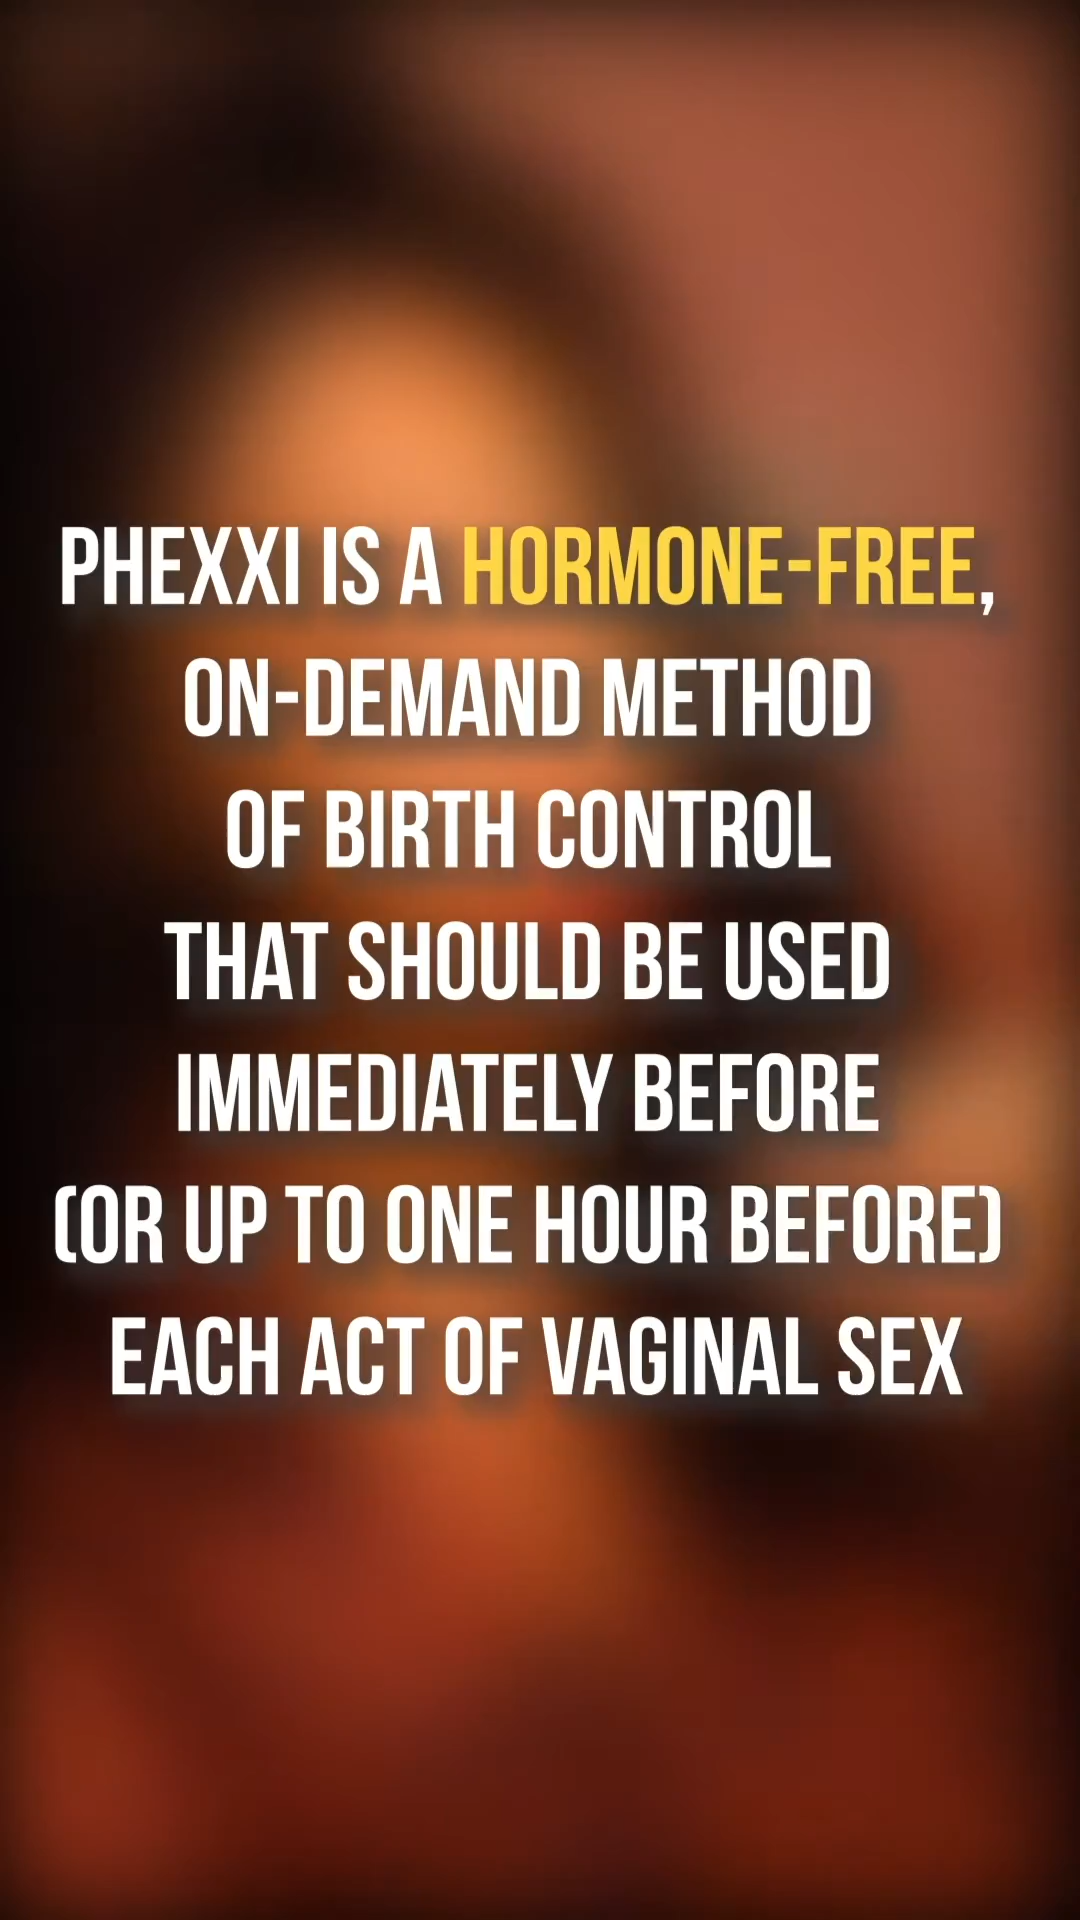 PHEXXI IS A HORMONE-FREE,
ON-DEMAND METHOD
OF BIRTH CONTROL
THAT SHOULD BE USED
IMMEDIATELY BEFORE
(OR UP TO ONE HOUR BEFORE)
EACH ACT OF VAGINAL SEX